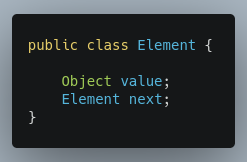 public class Element {
    Object value;
    Element next;
}